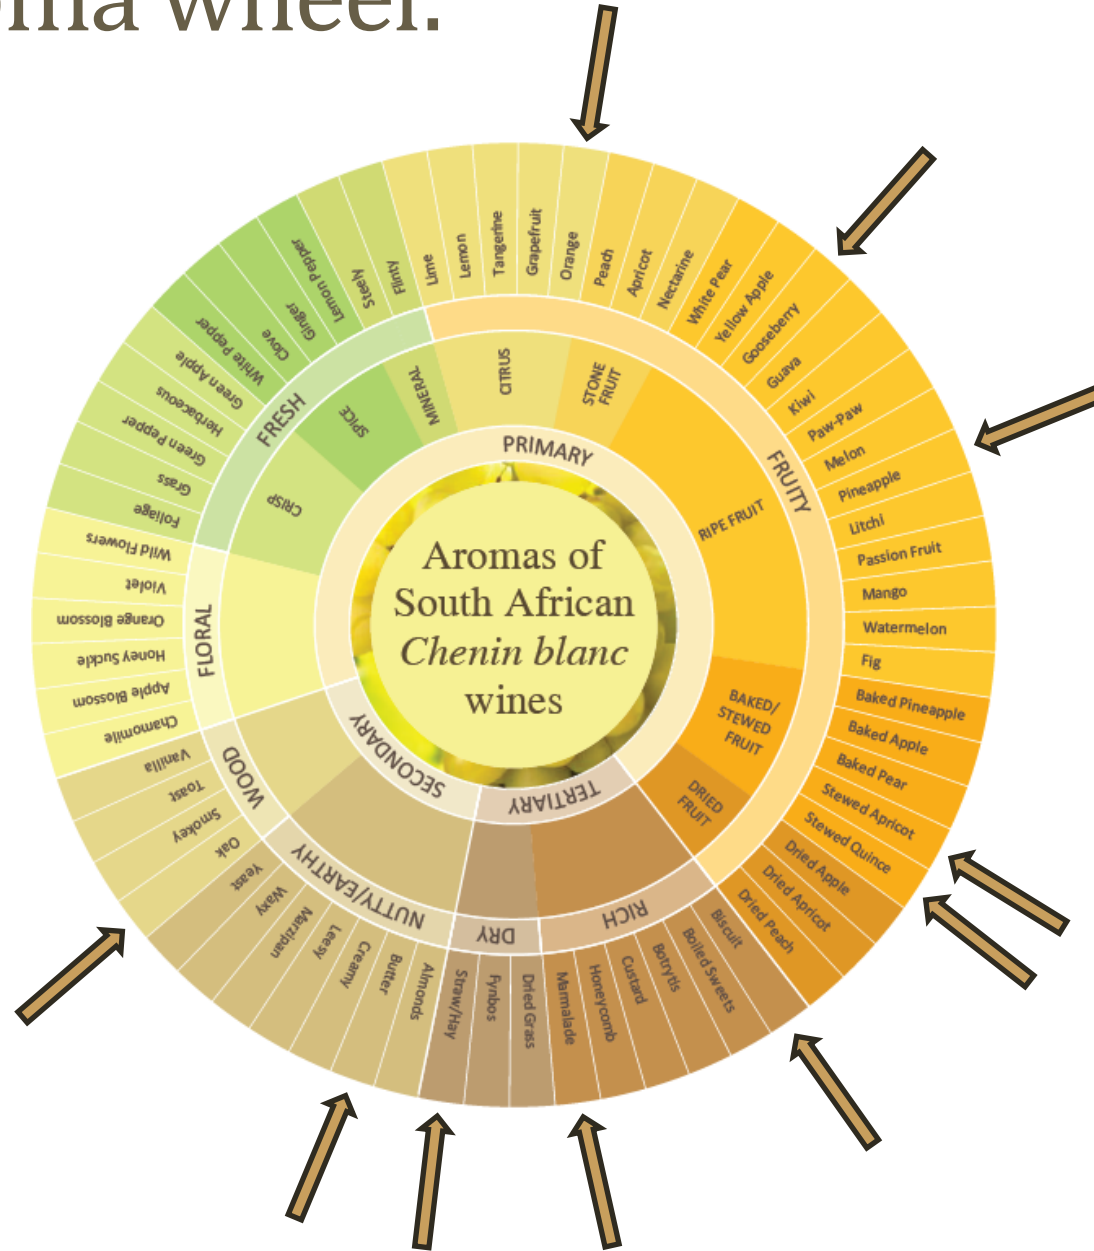 wheel.
Aromas of
South African
Chenin blanc
wines
PRIMARY
SECONDARY
TERTIARY
FRESH
FRUITY
RICH
DRY
NUTTY/EARTHY
WOOD
FLORAL
CRISP
SPICE
MINERAL
CITRUS
STONE
FRUIT
RIPE FRUIT
BAKED/
STEWED
FRUIT
DRIED
FRUIT
Lime
Lemon
Tangerine
Grapefruit
Orange
Peach
Apricot
Nectarine
White Pear
Yellow Apple
Gooseberry
Guava
Kiwi
Paw-Paw
Melon
Pineapple
Litchi
Passion Fruit
Mango
Watermelon
Fig
Baked Pineapple
Baked Apple
Baked Pear
Stewed Apricot
Stewed Quince
Dried Apple
Dried Apricot
Dried Peach
Biscuit
Boiled Sweets
Botrytis
Custard
Honeycomb
Marmalade
Dried Grass
Fynbos
Straw/Hay
Almonds
Butter
Creamy
Leesy
Marzipan
Waxy
Yeast
Oak
Smokey
Toast
Vanilla
Chamomile
Apple Blossom
Honey Suckle
Orange Blossom
Violet
Wild Flowers
Foliage
Grass
Green Pepper
Herbaceous
Green Apple
White Pepper
Clove
Ginger
Lemon Pepper
Steely
Flinty